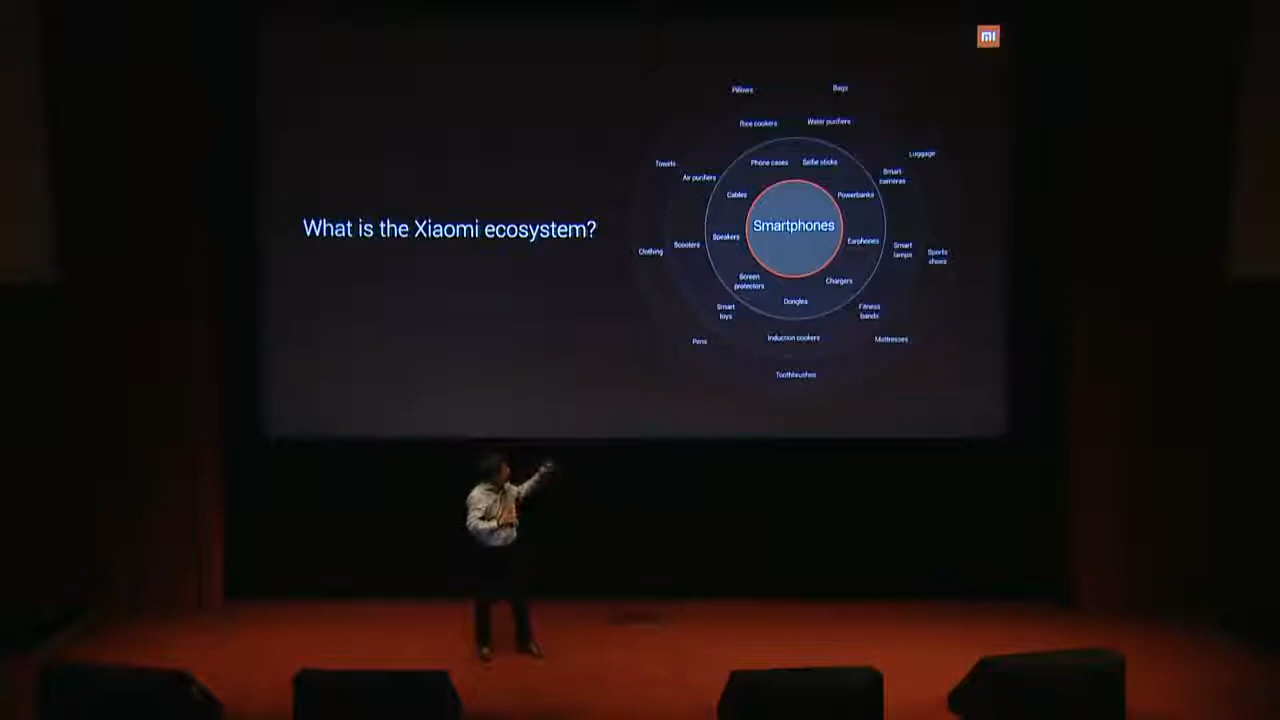 mi
Pillows
Bags
Rice cookers
Water purifiers
Towels
Phone cases
Selfie sticks
Luggage
Air purifiers
Smart
cameras
Cables
Powerbanks
Smartphones
What is the Xiaomi ecosystem?
Speakers
Earphones
Clothing
Scooters
Smart
lamps
Sports
shoes
Screen
protectors
Chargers
Dongles
Smart
toys
Fitness
bands
Pens
Induction cookers
Mattresses
Toothbrushes